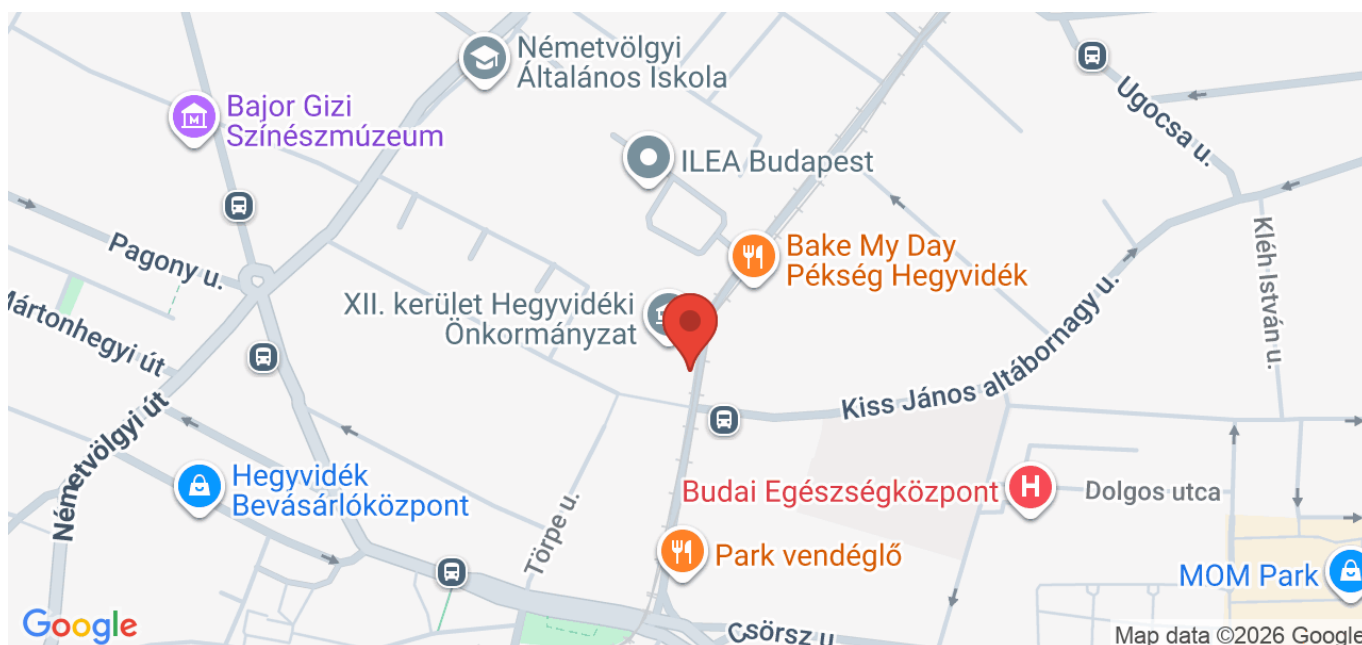 Németvölgyi
Általános Iskola
Bajor Gizi
Színészmúzeum
ILEA Budapest
Ugocsa u.
Pagony u.
Bake My Day
Pékség Hegyvidék
Kléh István u.
XII. kerület Hegyvidéki
Önkormányzat
Mártonhegyi út
Kiss János altábornagy u.
Németvölgyi út
Hegyvidék
Bevásárlóközpont
Budai Egészségközpont
H
Dolgos utca
Törpe u.
Park vendéglő
MOM Park
Csörsz u
Google
Map data ©2026 Google